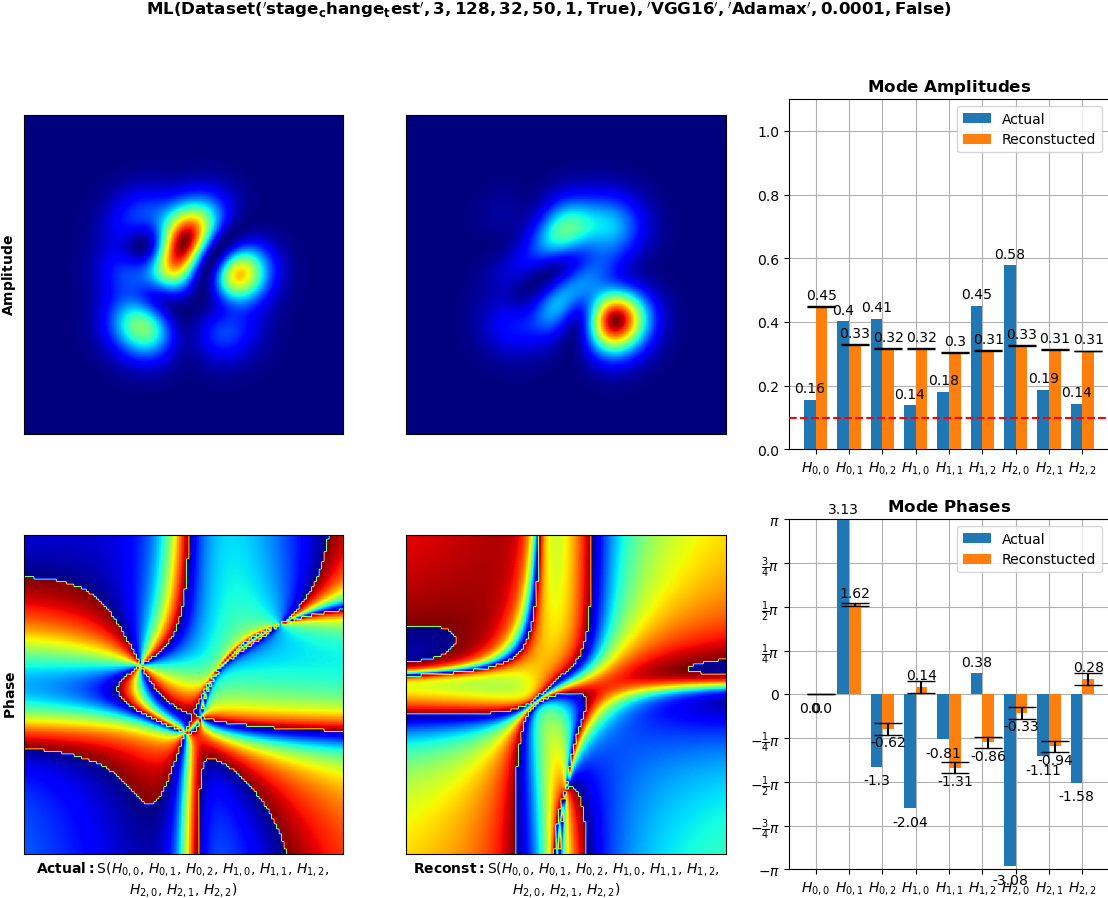 ML(Dataset(′stage_change_test′, 3, 128, 32, 50, 1, True), ′VGG16′, ′Adamax′, 0.0001, False)
Amplitude
Mode Amplitudes
Actual
Reconstucted
1.0
0.8
0.6
0.4
0.2
0.0
0.16
0.45
0.4
0.33
0.41
0.32
0.14
0.32
0.18
0.3
0.45
0.31
0.58
0.33
0.19
0.31
0.14
0.31
H0,0 H0,1 H0,2 H1,0 H1,1 H1,2 H2,0 H2,1 H2,2
Phase
Actual: S(H0,0, H0,1, H0,2, H1,0, H1,1, H1,2,
H2,0, H2,1, H2,2)
Reconst: S(H0,0, H0,1, H0,2, H1,0, H1,1, H1,2,
H2,0, H2,1, H2,2)
Mode Phases
Actual
Reconstucted
π
3/4π
1/2π
1/4π
0
−1/4π
−1/2π
−3/4π
−π
0.0
0.0
3.13
1.62
-1.3
-0.62
-2.04
0.14
-0.81
-1.31
0.38
-0.86
-3.08
-0.33
-1.11
-0.94
-1.58
0.28
H0,0 H0,1 H0,2 H1,0 H1,1 H1,2 H2,0 H2,1 H2,2